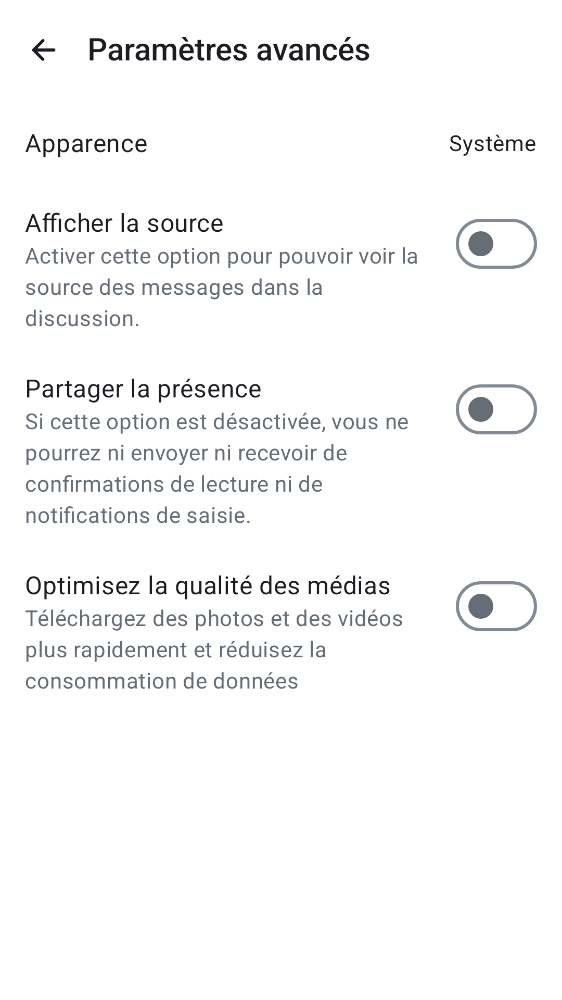 Paramètres avancés
Apparence
Système
Afficher la source
Activer cette option pour pouvoir voir la
source des messages dans la
discussion.
Partager la présence
Si cette option est désactivée, vous ne
pourrez ni envoyer ni recevoir de
confirmations de lecture ni de
notifications de saisie.
Optimisez la qualité des médias
Téléchargez des photos et des vidéos
plus rapidement et réduisez la
consommation de données